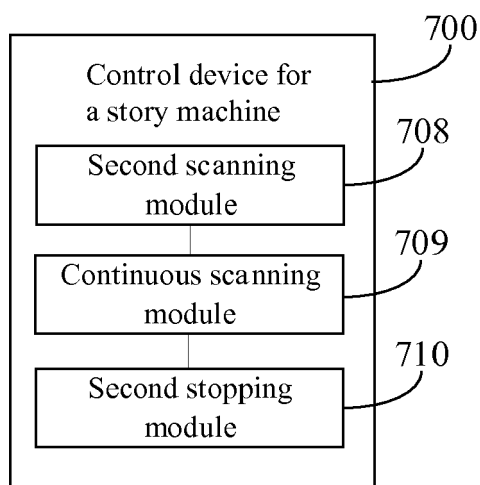 700
Control device for
a story machine
708
Second scanning
module
709
Continuous scanning
module
710
Second stopping
module